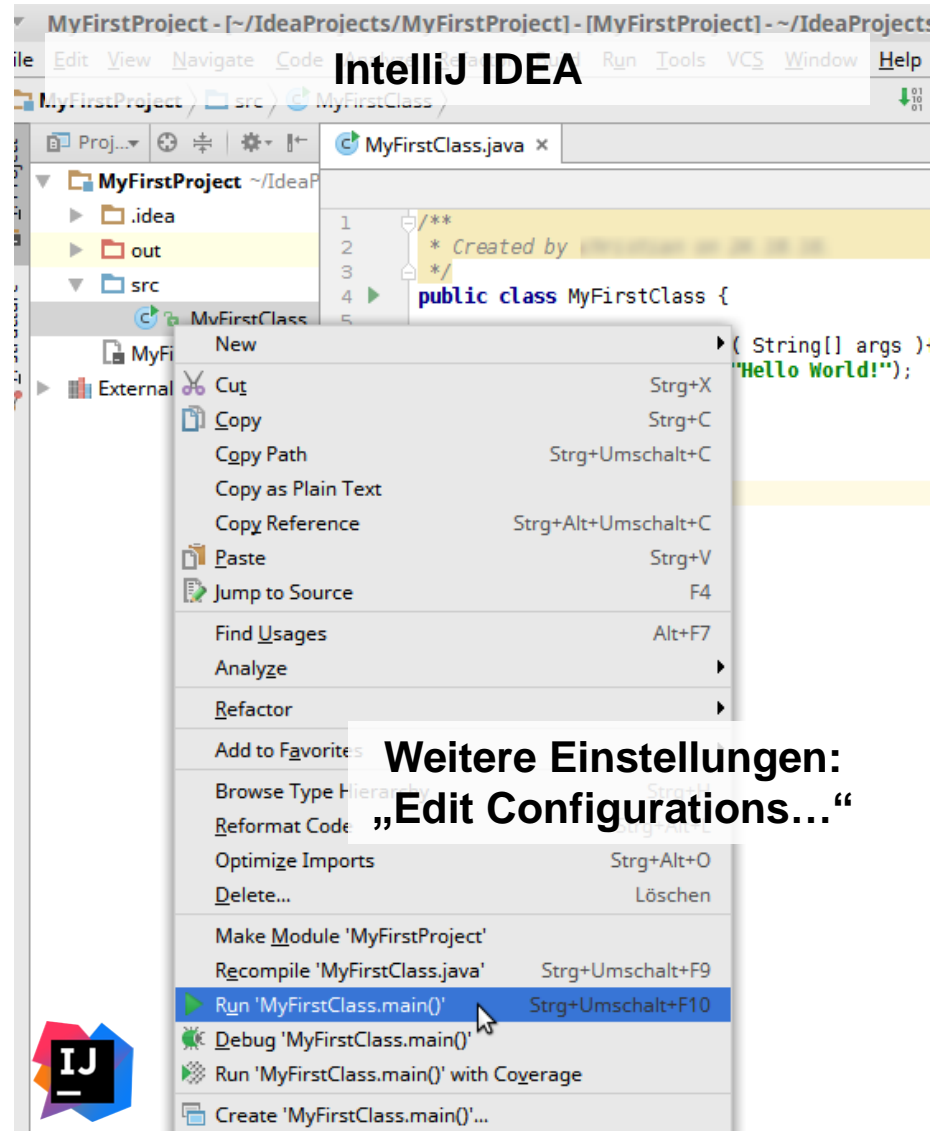 MyFirstProject - [~/IdeaProjects/MyFirstProject] - [MyFirstProject] - ~/IdeaProjects
ile Edit View Navigate Code Analyze Refactor Build Run Tools VCS Window Help
IntelliJ IDEA
MyFirstProject src MyFirstClass
Proj... MyFirstClass.java
MyFirstProject ~/IdeaP
.idea
out
src
MyFirstClass
MyFi
External
1 /**
2 * Created by
3 */
4 public class MyFirstClass {
5
( String[] args ){
"Hello World!");
New
Cut Strg+X
Copy Strg+C
Copy Path Strg+Umschalt+C
Copy as Plain Text
Copy Reference Strg+Alt+Umschalt+C
Paste Strg+V
Jump to Source F4
Find Usages Alt+F7
Analyze
Refactor
Add to Favorites
Weitere Einstellungen:
„Edit Configurations…“
Browse Type Hierarchy Strg+H
Reformat Code Strg+Alt+L
Optimize Imports Strg+Alt+O
Delete... Löschen
Make Module 'MyFirstProject'
Recompile 'MyFirstClass.java' Strg+Umschalt+F9
Run 'MyFirstClass.main()' Strg+Umschalt+F10
Debug 'MyFirstClass.main()'
Run 'MyFirstClass.main()' with Coverage
Create 'MyFirstClass.main()'...
IJ